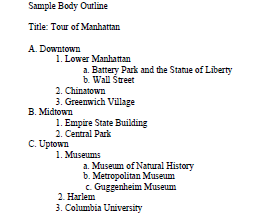 Sample Body Outline
Title: Tour of Manhattan
A. Downtown
1. Lower Manhattan
a. Battery Park and the Statue of Liberty
b. Wall Street
2. Chinatown
3. Greenwich Village
B. Midtown
1. Empire State Building
2. Central Park
C. Uptown
1. Museums
a. Museum of Natural History
b. Metropolitan Museum
c. Guggenheim Museum
2. Harlem
3. Columbia University